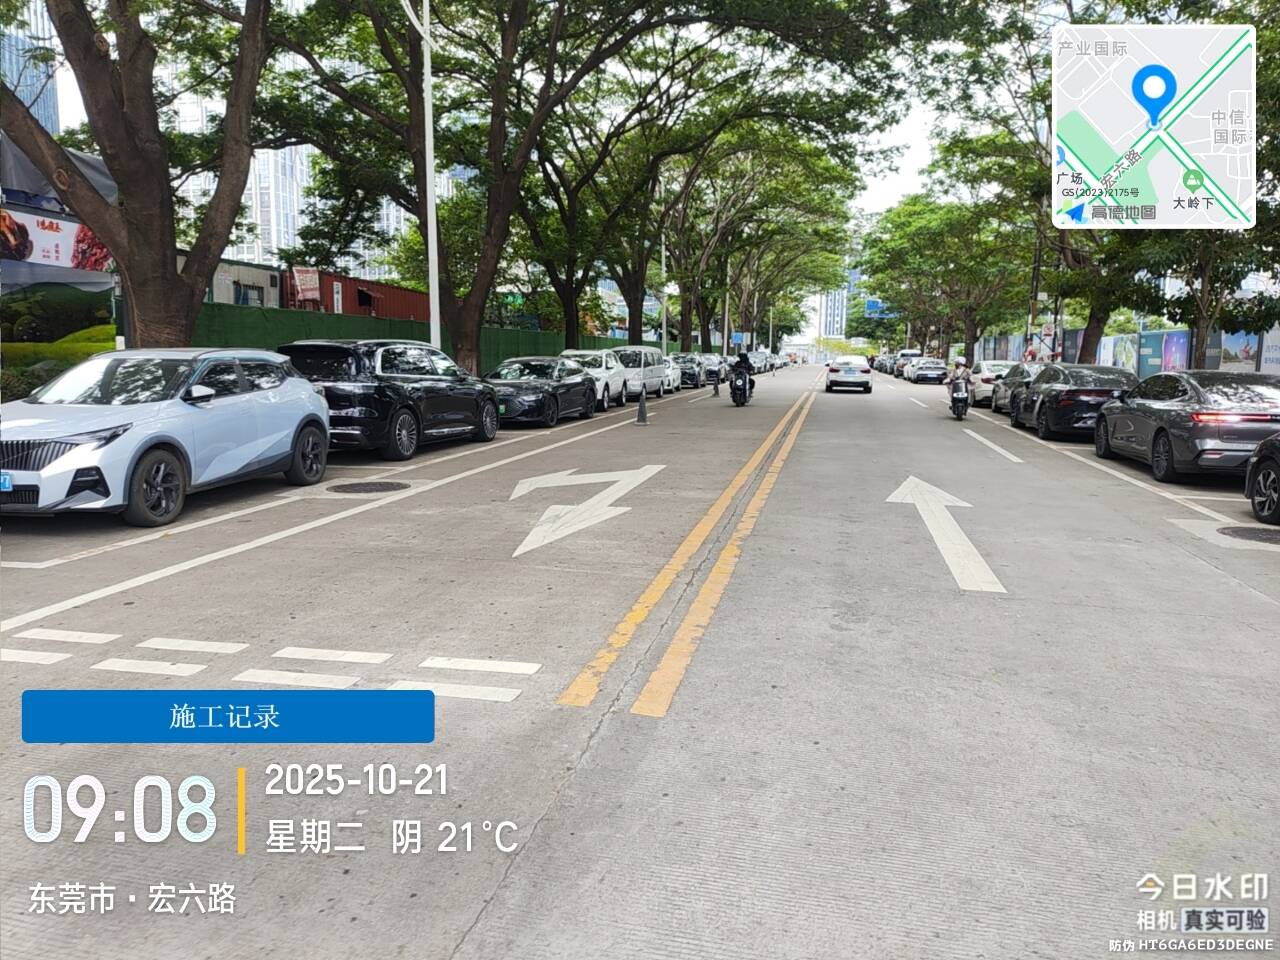 产业国际
中信
国际
宏六路
广场
GS(2023)2175号
大岭下
高德地图
施工记录
09:08
2025-10-21
星期二 阴 21°C
东莞市·宏六路
今日水印
相机 真实可验
防伪 HT6GA6ED3DEGNE